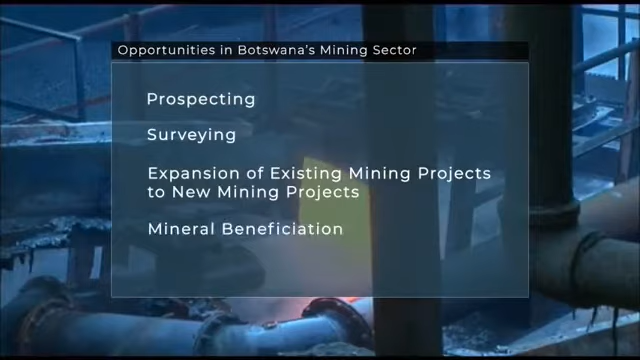 Opportunities in Botswana's Mining Sector
Prospecting
Surveying
Expansion of Existing Mining Projects
to New Mining Projects
Mineral Beneficiation